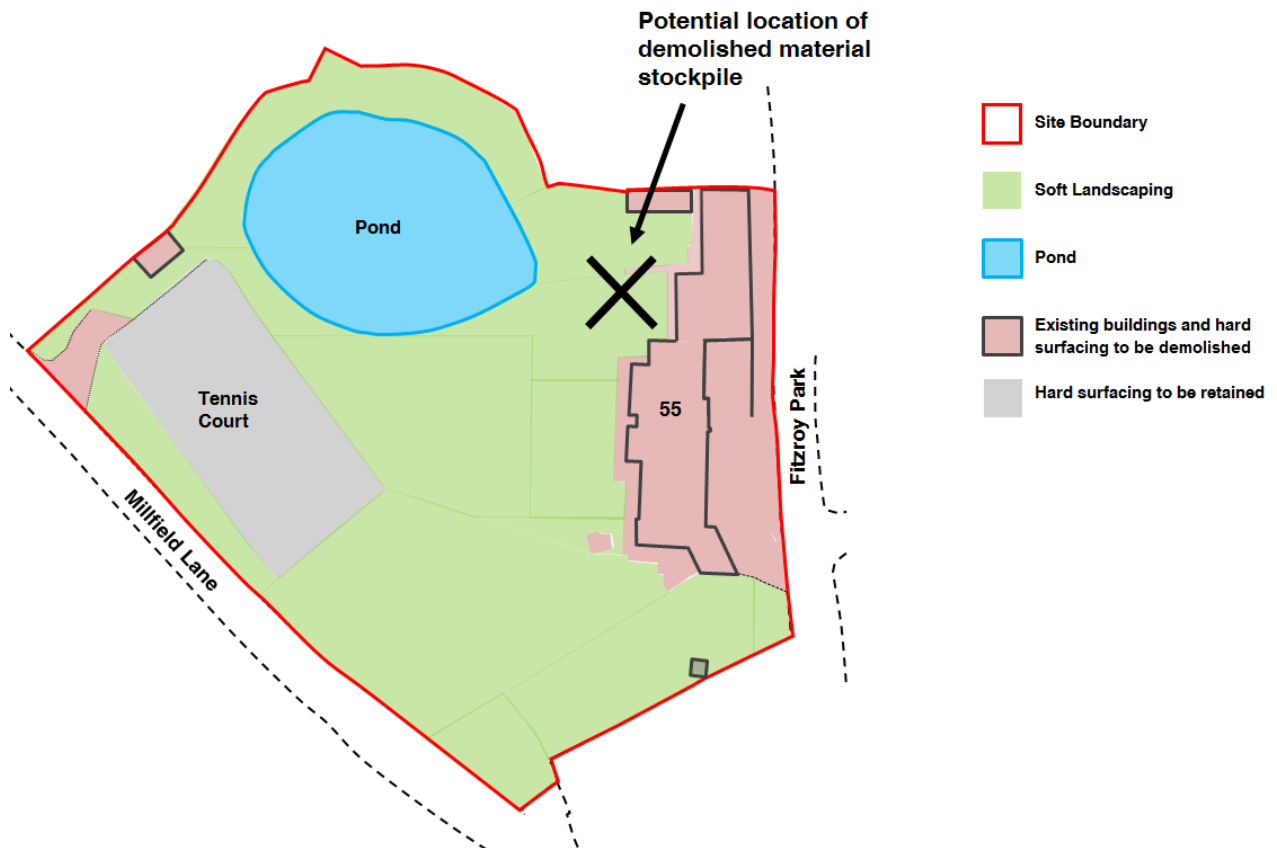 Potential location of
demolished material
stockpile
Site Boundary
Soft Landscaping
Pond
Pond
Existing buildings and hard
surfacing to be demolished
Hard surfacing to be retained
Tennis
Court
55
Fitzroy Park
Millfield Lane